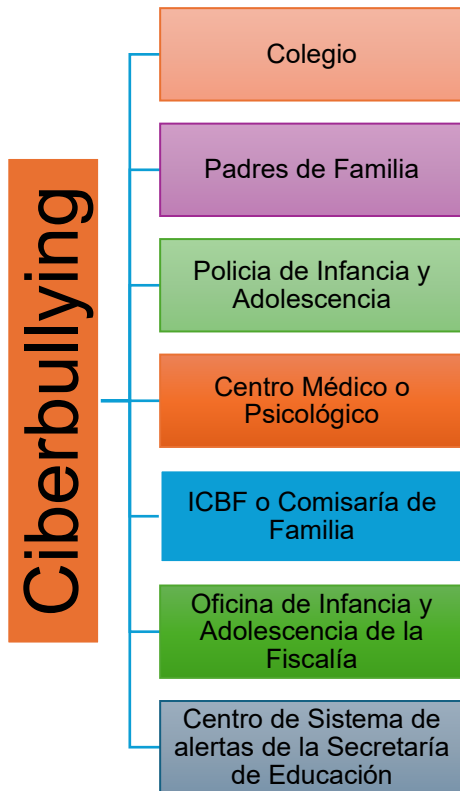 Ciberbullying
Colegio
Padres de Familia
Policia de Infancia y
Adolescencia
Centro Médico o
Psicológico
ICBF o Comisaría de
Familia
Oficina de Infancia y
Adolescencia de la
Fiscalía
Centro de Sistema de
alertas de la Secretaría
de Educación